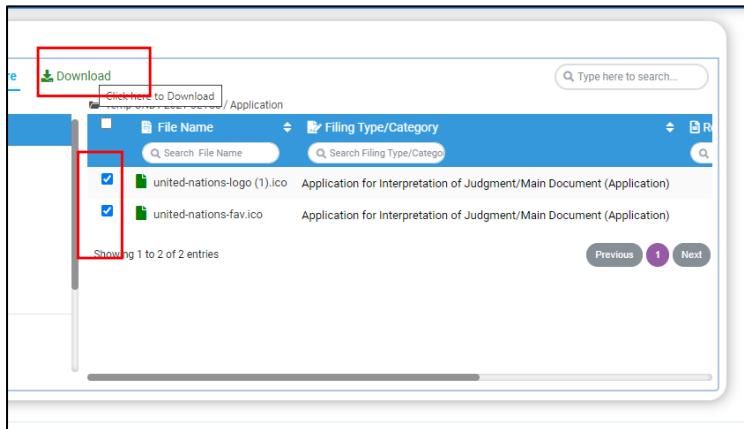 re Download
Type here to search...
Click here to Download
/ Application
File Name Filing Type/Category R
Search File Name Search Filing Type/Catego
united-nations-logo (1).ico Application for Interpretation of Judgment/Main Document (Application)
united-nations-fav.ico Application for Interpretation of Judgment/Main Document (Application)
Showing 1 to 2 of 2 entries
Previous 1 Next